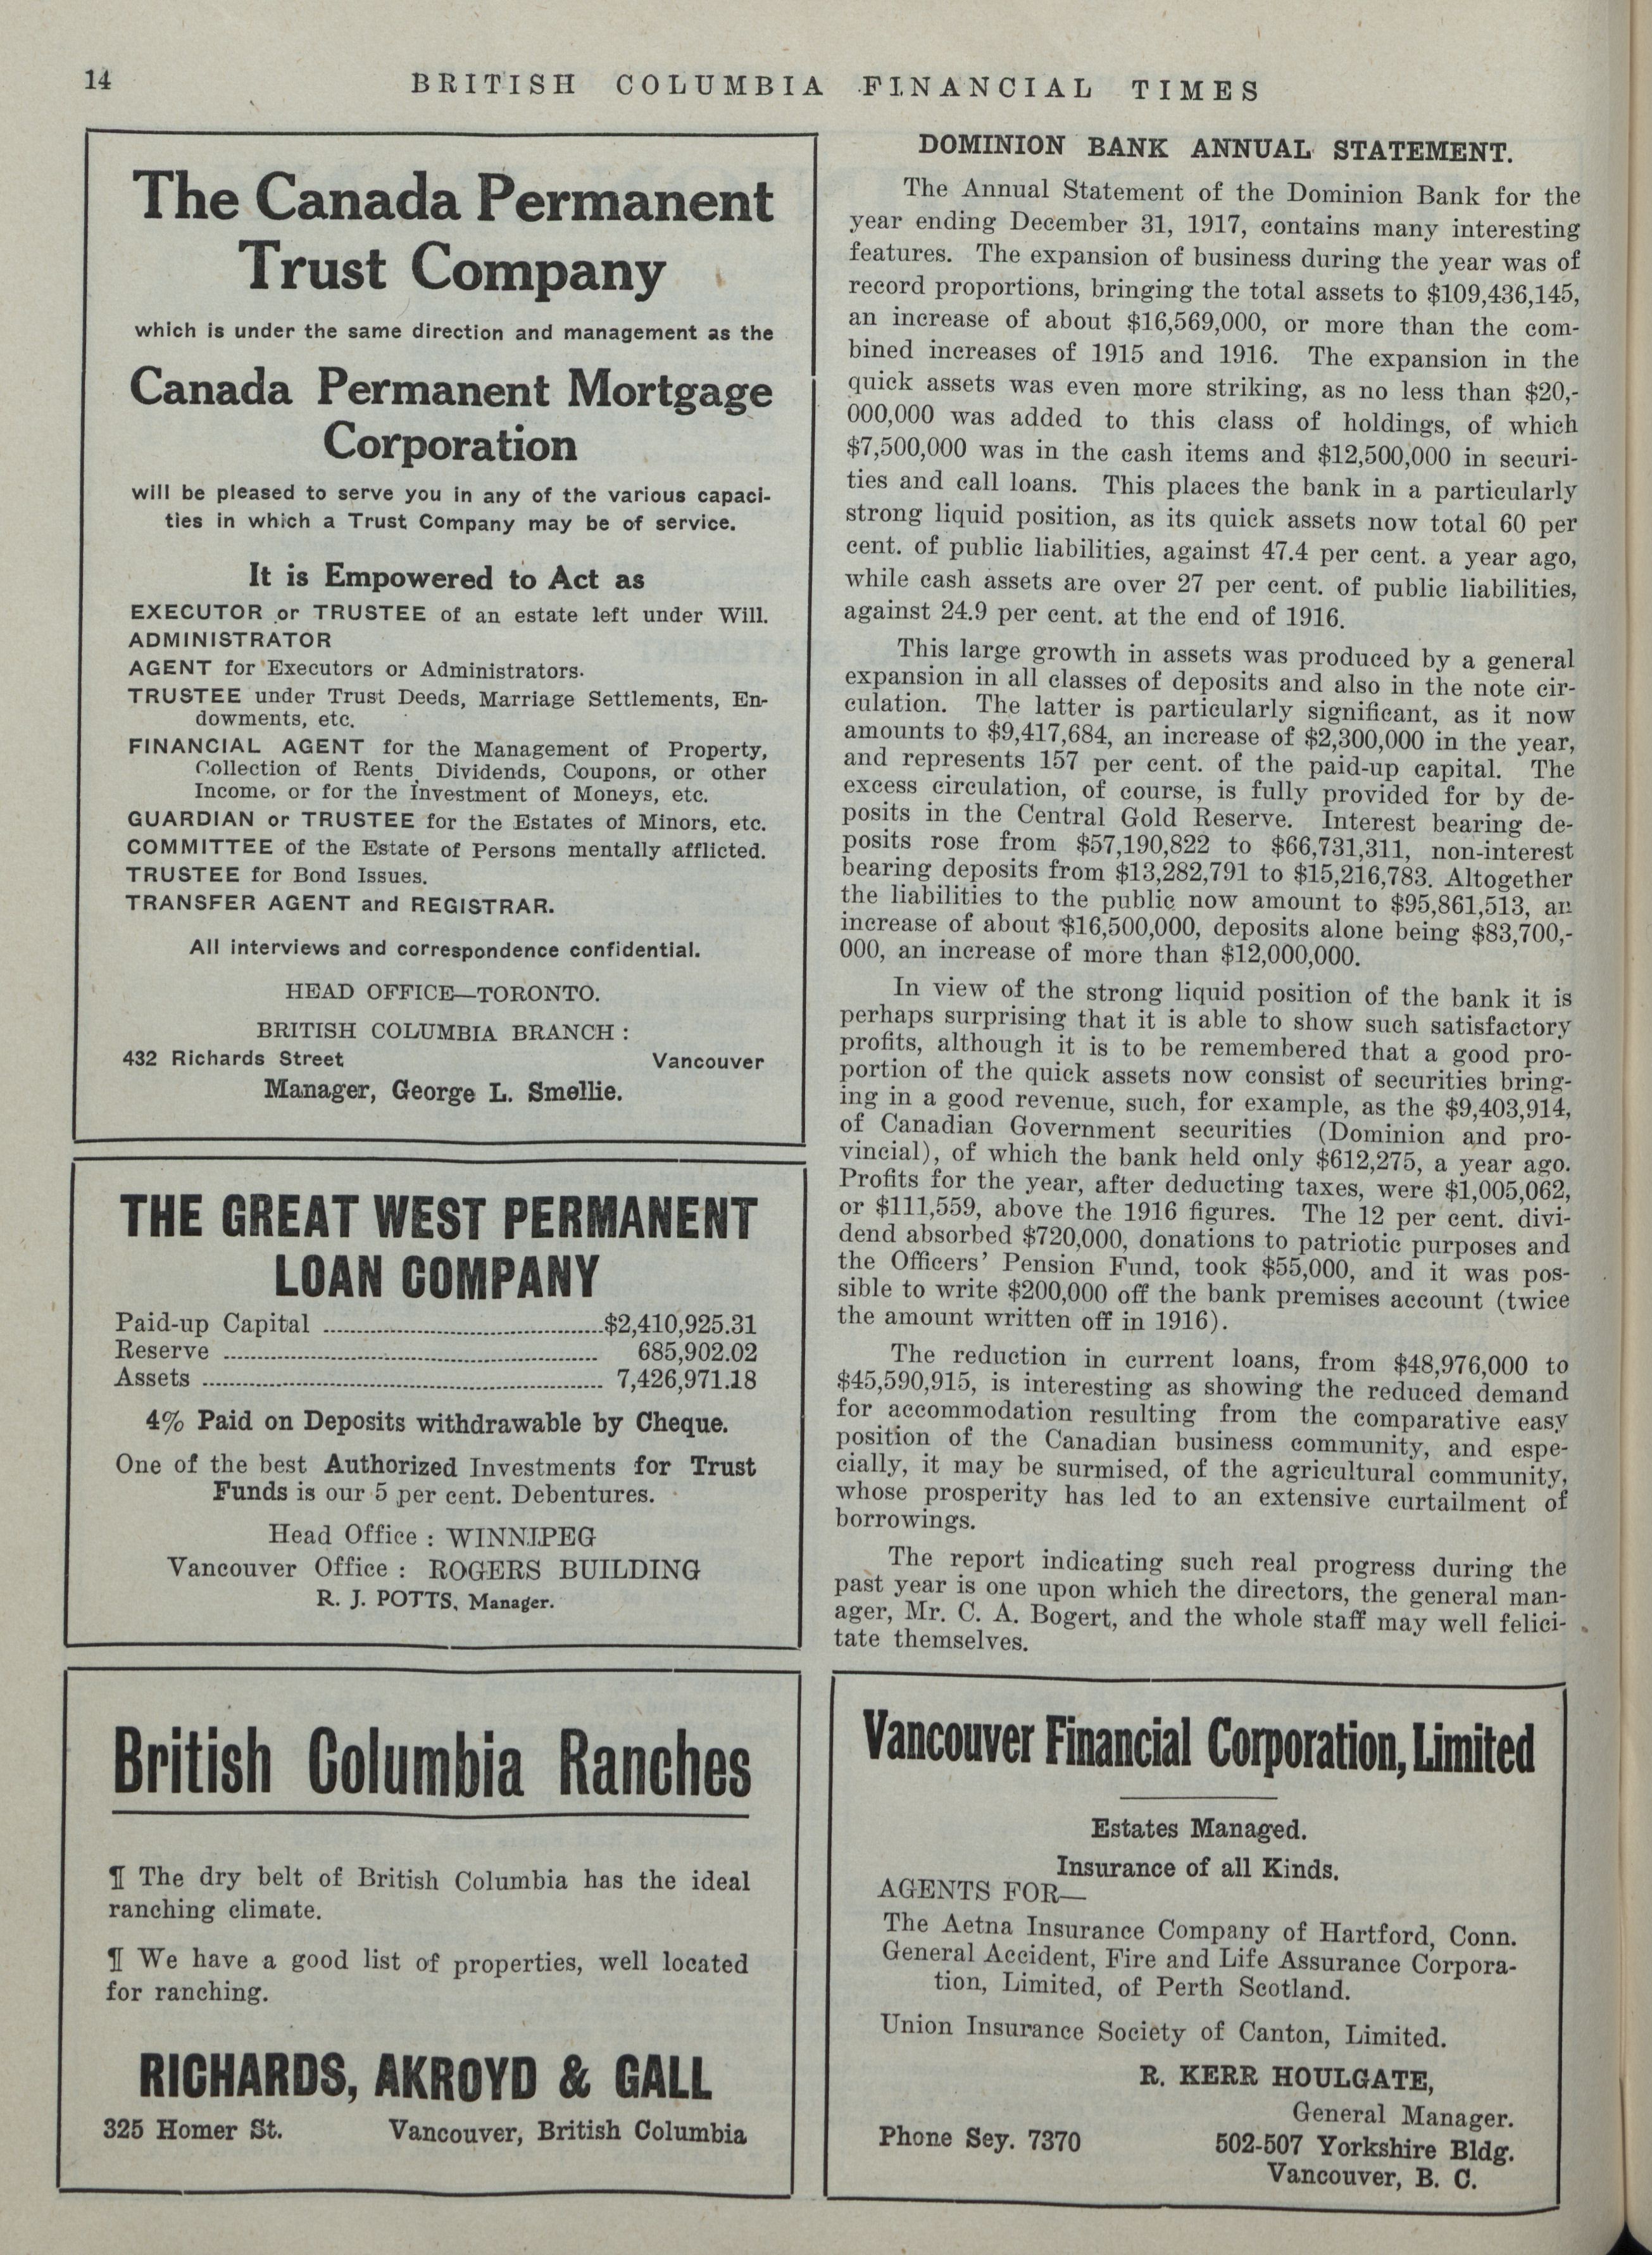 14
BRITISH COLUMBIA FINANCIAL TIMES
The Canada Permanent
Trust Company
which is under the same direction and management as the
Canada Permanent Mortgage
Corporation
will be pleased to serve you in any of the various capaci-
ties in which a Trust Company may be of service.
It is Empowered to Act as
EXECUTOR or TRUSTEE of an estate left under Will.
ADMINISTRATOR
AGENT for Executors or Administrators.
TRUSTEE under Trust Deeds, Marriage Settlements, En-
dowments, etc.
FINANCIAL AGENT for the Management of Property,
Collection of Rents, Dividends, Coupons, or other
Income, or for the Investment of Moneys, etc.
GUARDIAN or TRUSTEE for the Estates of Minors, etc.
COMMITTEE of the Estate of Persons mentally afflicted.
TRUSTEE for Bond Issues.
TRANSFER AGENT and REGISTRAR.
All interviews and correspondence confidential.
HEAD OFFICE—TORONTO.
BRITISH COLUMBIA BRANCH:
432 Richards Street Vancouver
Manager, George L. Smellie.
THE GREAT WEST PERMANENT
LOAN COMPANY
Paid-up Capital ........ $2,410,925.31
Reserve ........ 685,902.02
Assets ........ 7,426,971.18
4% Paid on Deposits withdrawable by Cheque.
One of the best Authorized Investments for Trust
Funds is our 5 per cent. Debentures.
Head Office: WINNIPEG
Vancouver Office: ROGERS BUILDING
R. J. POTTS, Manager.
British Columbia Ranches
¶ The dry belt of British Columbia has the ideal
ranching climate.
¶ We have a good list of properties, well located
for ranching.
RICHARDS, AKROYD & GALL
325 Homer St. Vancouver, British Columbia
DOMINION BANK ANNUAL STATEMENT.
The Annual Statement of the Dominion Bank for the
year ending December 31, 1917, contains many interesting
features. The expansion of business during the year was of
record proportions, bringing the total assets to $109,436,145,
an increase of about $16,569,000, or more than the com-
bined increases of 1915 and 1916. The expansion in the
quick assets was even more striking, as no less than $20,-
000,000 was added to this class of holdings, of which
$7,500,000 was in the cash items and $12,500,000 in securi-
ties and call loans. This places the bank in a particularly
strong liquid position, as its quick assets now total 60 per
cent. of public liabilities, against 47.4 per cent. a year ago,
while cash assets are over 27 per cent. of public liabilities,
against 24.9 per cent. at the end of 1916.
This large growth in assets was produced by a general
expansion in all classes of deposits and also in the note cir-
culation. The latter is particularly significant, as it now
amounts to $9,417,684, an increase of $2,300,000 in the year,
and represents 157 per cent. of the paid-up capital. The
excess circulation, of course, is fully provided for by de-
posits in the Central Gold Reserve. Interest bearing de-
posits rose from $57,190,822 to $66,731,311, non-interest
bearing deposits from $13,282,791 to $15,216,783. Altogether
the liabilities to the public now amount to $95,861,513, an
increase of about $16,500,000, deposits alone being $83,700,-
000, an increase of more than $12,000,000.
In view of the strong liquid position of the bank it is
perhaps surprising that it is able to show such satisfactory
profits, although it is to be remembered that a good pro-
portion of the quick assets now consist of securities bring-
ing in a good revenue, such, for example, as the $9,403,914,
of Canadian Government securities (Dominion and pro-
vincial), of which the bank held only $612,275, a year ago.
Profits for the year, after deducting taxes, were $1,005,062,
or $111,559, above the 1916 figures. The 12 per cent. divi-
dend absorbed $720,000, donations to patriotic purposes and
the Officers' Pension Fund, took $55,000, and it was pos-
sible to write $200,000 off the bank premises account (twice
the amount written off in 1916).
The reduction in current loans, from $48,976,000 to
$45,590,915, is interesting as showing the reduced demand
for accommodation resulting from the comparative easy
position of the Canadian business community, and espe-
cially, it may be surmised, of the agricultural community,
whose prosperity has led to an extensive curtailment of
borrowings.
The report indicating such real progress during the
past year is one upon which the directors, the general man-
ager, Mr. C. A. Bogert, and the whole staff may well felici-
tate themselves.
Vancouver Financial Corporation, Limited
Estates Managed.
Insurance of all Kinds.
AGENTS FOR—
The Aetna Insurance Company of Hartford, Conn.
General Accident, Fire and Life Assurance Corpora-
tion, Limited, of Perth Scotland.
Union Insurance Society of Canton, Limited.
R. KERR HOULGATE,
General Manager.
Phone Sey. 7370 502-507 Yorkshire Bldg.
Vancouver, B. C.